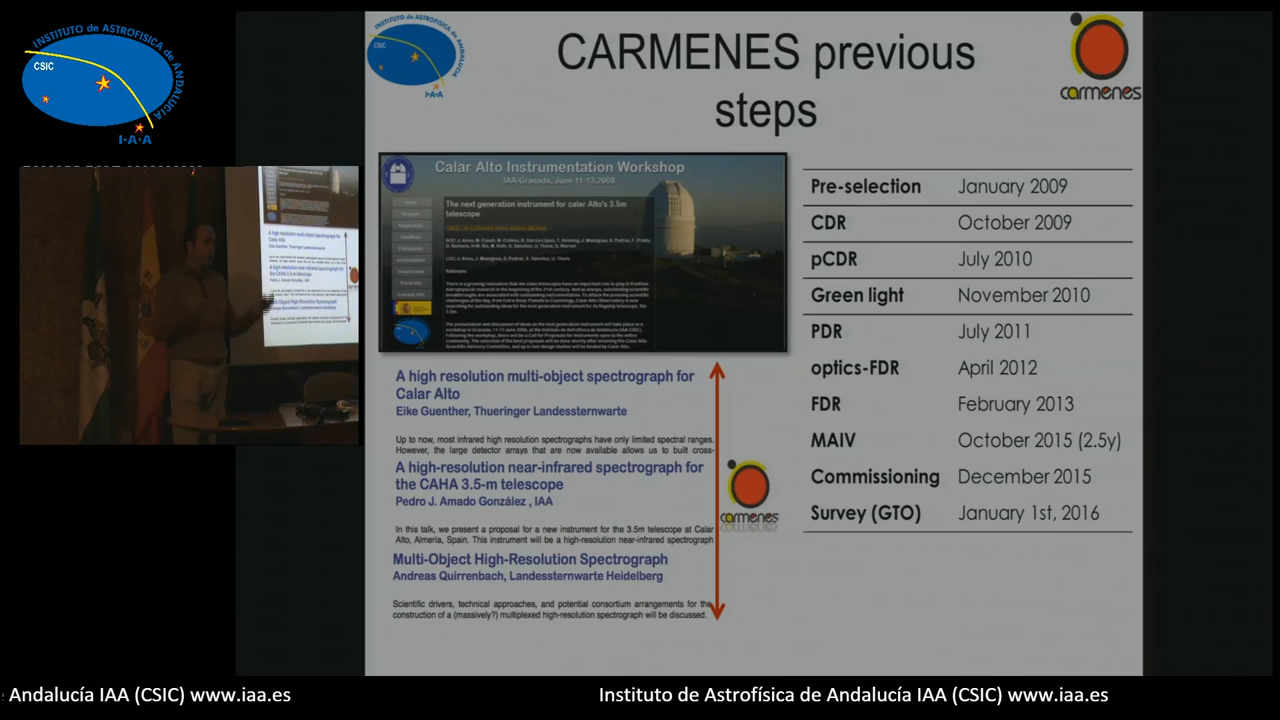 INSTITUTO de ASTROFISICA de ANDALUCIA
CSIC
I·A·A
INSTITUTO de ASTROFISICA de ANDALUCIA
CSIC
I·A·A
CARMENES previous
steps
carmenes
Calar Alto Instrumentation Workshop
IAA-Granada, June 11-13, 2008
The next generation instrument for calar Alto's 3.5m
telescope
Pre-selection January 2009
CDR October 2009
pCDR July 2010
Green light November 2010
PDR July 2011
optics-FDR April 2012
FDR February 2013
MAIV October 2015 (2.5y)
Commissioning December 2015
Survey (GTO) January 1st, 2016
A high resolution multi-object spectrograph for
Calar Alto
Eike Guenther, Thueringer Landessternwarte
Up to now, most infrared high resolution spectrographs have only limited spectral ranges.
However, the large detector arrays that are now available allows us to built cross-
A high-resolution near-infrared spectrograph for
the CAHA 3.5-m telescope
Pedro J. Amado González , IAA
In this talk, we present a proposal for a new instrument for the 3.5m telescope at Calar
Alto, Almería, Spain. This instrument will be a high-resolution near-infrared spectrograph
Multi-Object High-Resolution Spectrograph
Andreas Quirrenbach, Landessternwarte Heidelberg
Scientific drivers, technical approaches, and potential consortium arrangements for the
construction of a (massively?) multiplexed high-resolution spectrograph will be discussed.
carmenes
Andalucía IAA (CSIC) www.iaa.es
Instituto de Astrofísica de Andalucía IAA (CSIC) www.iaa.es